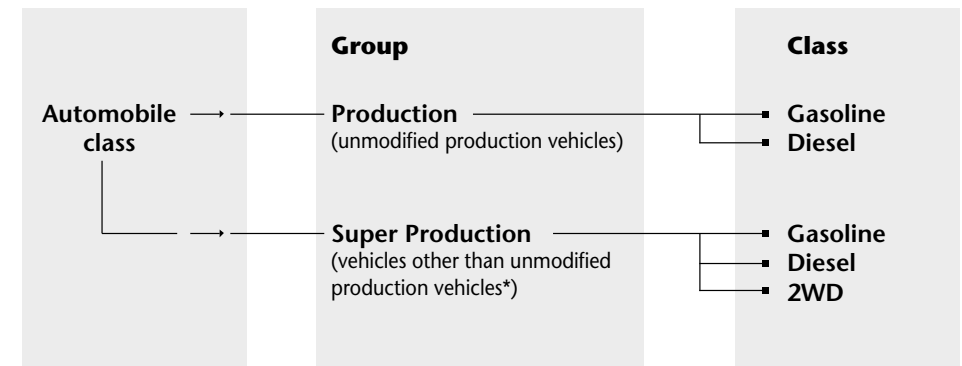 Group
Class
Automobile
class
Production
(unmodified production vehicles)
Gasoline
Diesel
Super Production
(vehicles other than unmodified
production vehicles*)
Gasoline
Diesel
2WD